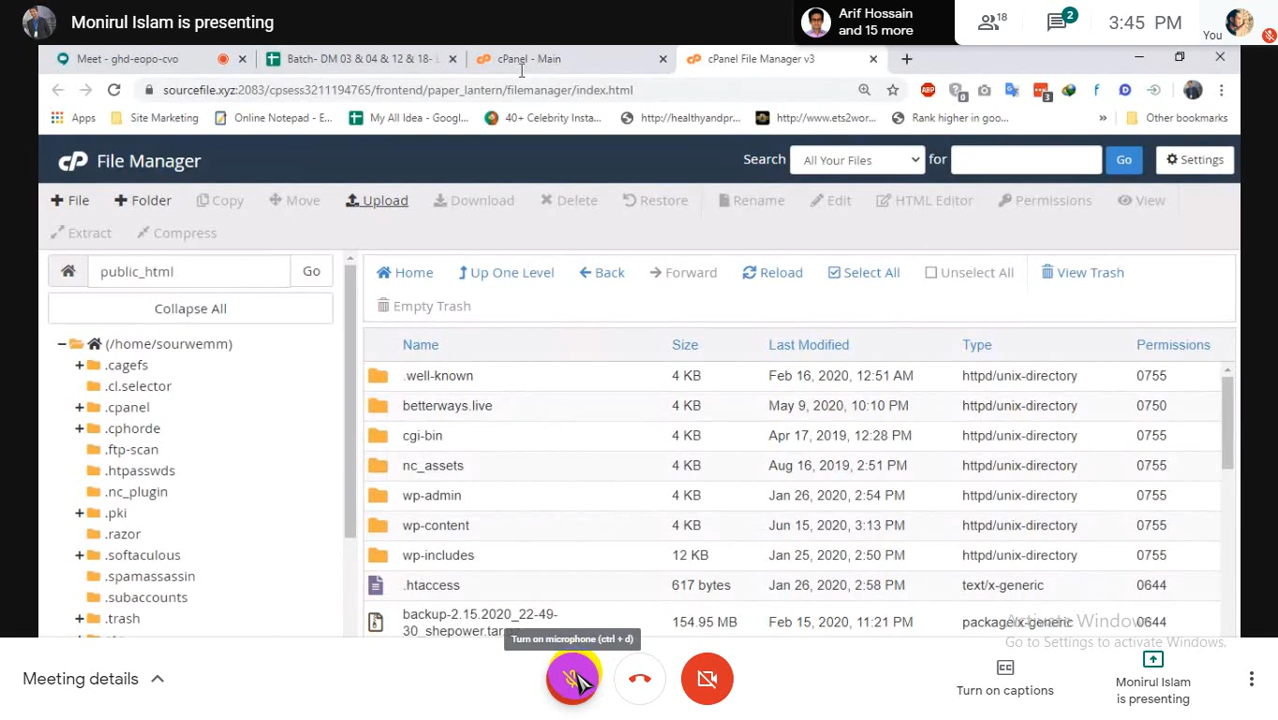 Monirul Islam is presenting
Arif Hossain
and 15 more
18
2
3:45 PM
You
Meet - ghd-eopo-cvo
Batch- DM 03 & 04 & 12 & 18- L
cPanel - Main
cPanel File Manager v3
sourcefile.xyz:2083/cpsess3211194765/frontend/paper_lantern/filemanager/index.html
Apps
Site Marketing
Online Notepad - E...
My All Idea - Googl...
40+ Celebrity Insta...
http://healthyandpr...
http://www.ets2wor...
Rank higher in goo...
»
Other bookmarks
cP File Manager
Search
All Your Files
for
Go
Settings
File
Folder
Copy
Move
Upload
Download
Delete
Restore
Rename
Edit
HTML Editor
Permissions
View
Extract
Compress
public_html
Go
Collapse All
(/home/sourwemm)
.cagefs
.cl.selector
.cpanel
.cphorde
.ftp-scan
.htpasswds
.nc_plugin
.pki
.razor
.softaculous
.spamassassin
.subaccounts
.trash
Home
Up One Level
Back
Forward
Reload
Select All
Unselect All
View Trash
Empty Trash
Name Size Last Modified Type Permissions
.well-known 4 KB Feb 16, 2020, 12:51 AM httpd/unix-directory 0755
betterways.live 4 KB May 9, 2020, 10:10 PM httpd/unix-directory 0750
cgi-bin 4 KB Apr 17, 2019, 12:28 PM httpd/unix-directory 0755
nc_assets 4 KB Aug 16, 2019, 2:51 PM httpd/unix-directory 0755
wp-admin 4 KB Jan 26, 2020, 2:54 PM httpd/unix-directory 0755
wp-content 4 KB Jun 15, 2020, 3:13 PM httpd/unix-directory 0755
wp-includes 12 KB Jan 25, 2020, 2:50 PM httpd/unix-directory 0755
.htaccess 617 bytes Jan 26, 2020, 2:58 PM text/x-generic 0644
backup-2.15.2020_22-49-
30_shepower.tar.gz 154.95 MB Feb 15, 2020, 11:21 PM package/x-generic 0644
Activate Windows
Go to Settings to activate Windows.
Turn on microphone (ctrl + d)
Meeting details
Turn on captions
Monirul Islam
is presenting